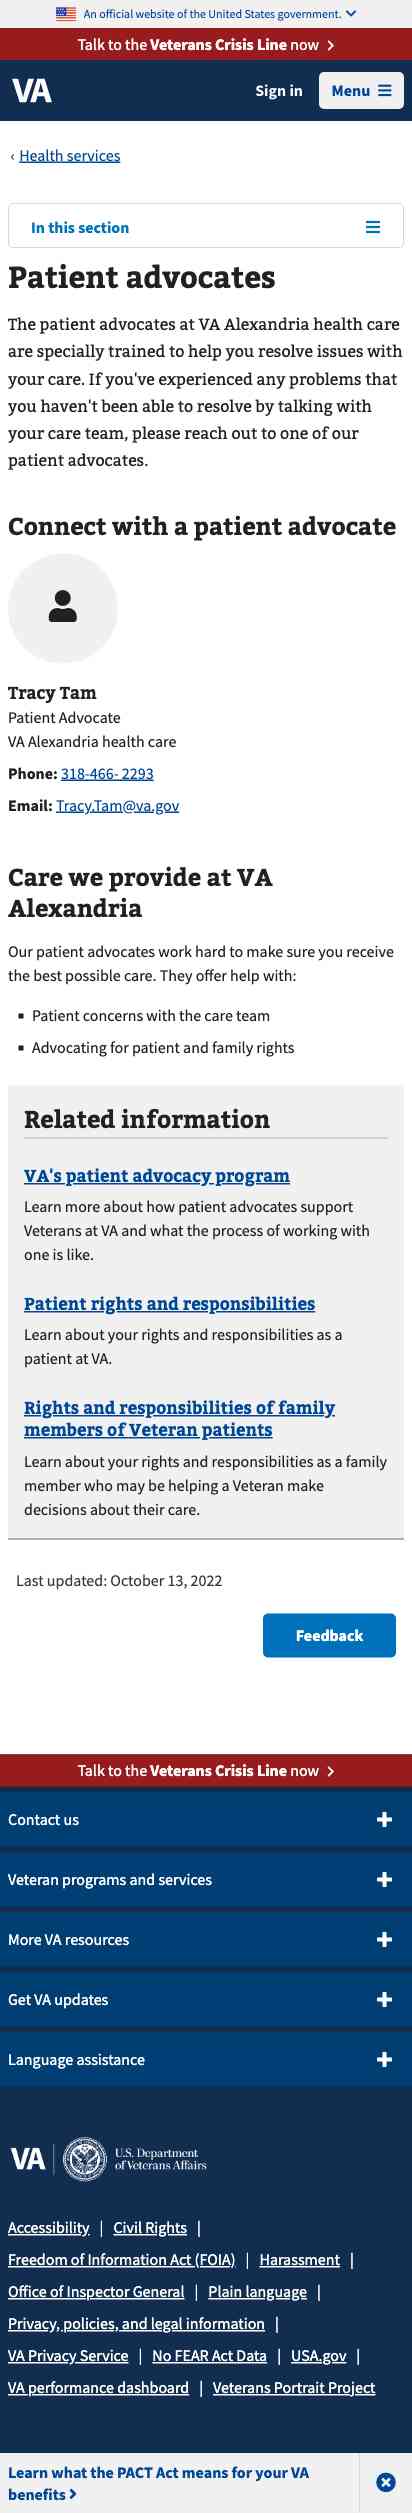 An official website of the United States government.
Talk to the Veterans Crisis Line now
VA
Sign in
Menu
‹ Health services
In this section
Patient advocates
The patient advocates at VA Alexandria health care
are specially trained to help you resolve issues with
your care. If you've experienced any problems that
you haven't been able to resolve by talking with
your care team, please reach out to one of our
patient advocates.
Connect with a patient advocate
Tracy Tam
Patient Advocate
VA Alexandria health care
Phone: 318-466- 2293
Email: Tracy.Tam@va.gov
Care we provide at VA
Alexandria
Our patient advocates work hard to make sure you receive
the best possible care. They offer help with:
▪ Patient concerns with the care team
▪ Advocating for patient and family rights
Related information
VA's patient advocacy program
Learn more about how patient advocates support
Veterans at VA and what the process of working with
one is like.
Patient rights and responsibilities
Learn about your rights and responsibilities as a
patient at VA.
Rights and responsibilities of family
members of Veteran patients
Learn about your rights and responsibilities as a family
member who may be helping a Veteran make
decisions about their care.
Last updated: October 13, 2022
Feedback
Talk to the Veterans Crisis Line now
Contact us
Veteran programs and services
More VA resources
Get VA updates
Language assistance
VA | U.S. Department
of Veterans Affairs
Accessibility | Civil Rights |
Freedom of Information Act (FOIA) | Harassment |
Office of Inspector General | Plain language |
Privacy, policies, and legal information |
VA Privacy Service | No FEAR Act Data | USA.gov |
VA performance dashboard | Veterans Portrait Project
Learn what the PACT Act means for your VA
benefits